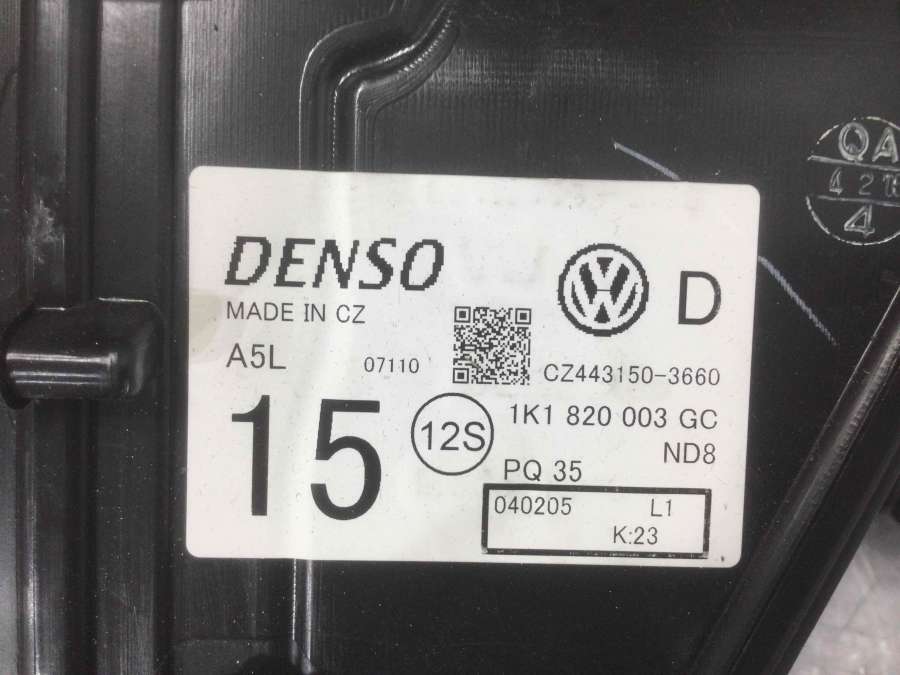 DENSO
MADE IN CZ
A5L
07110
15
12S
D
CZ443150-3660
1K1 820 003 GC
ND8
PQ 35
040205 L1
K:23
QA
4